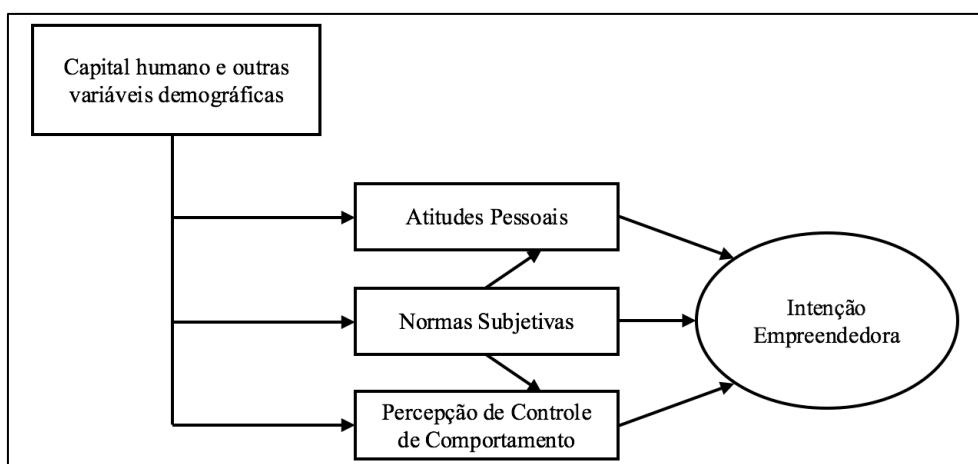 Capital humano e outras
variáveis demográficas
Atitudes Pessoais
Normas Subjetivas
Intenção
Empreendedora
Percepção de Controle
de Comportamento